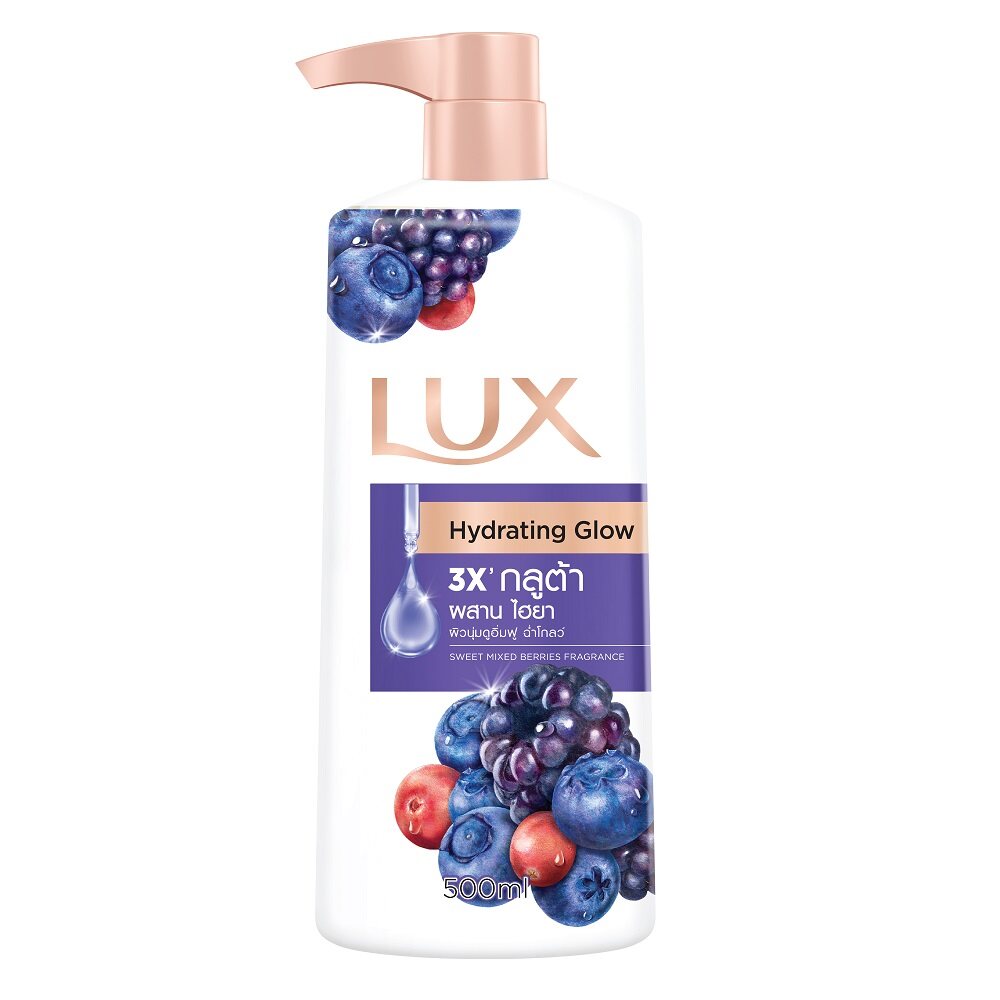 LUX
Hydrating Glow
3X' กลูต้า
ผสาน ไฮยา
ผิวนุ่มดูอิ่มฟู ฉ่ำโกลว์
SWEET MIXED BERRIES FRAGRANCE
500ml